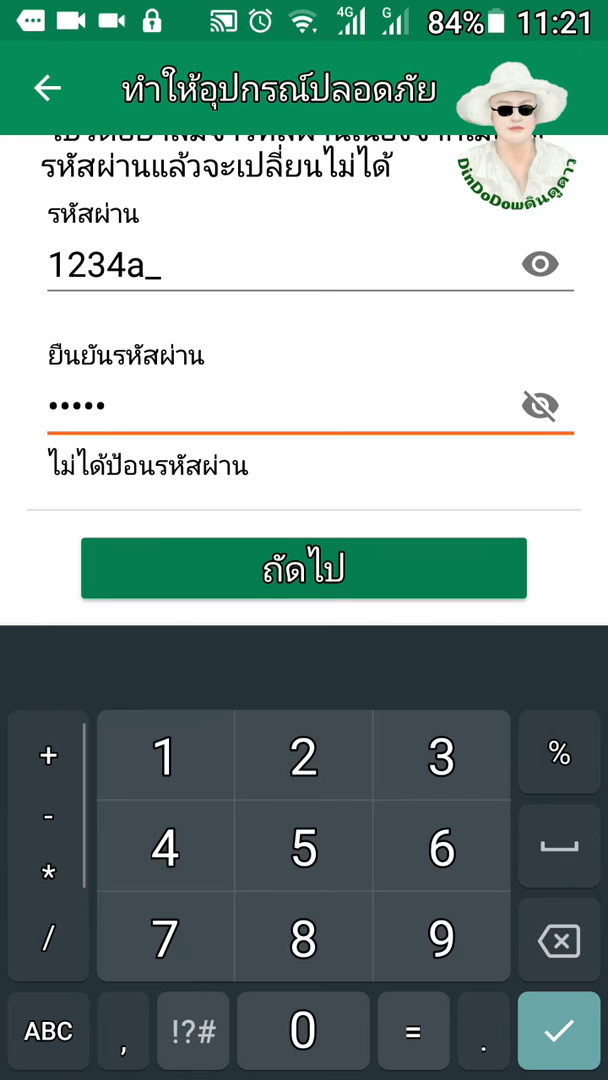 4G G 84% 11:21
ทำให้อุปกรณ์ปลอดภัย
DinDoDowดินดูดาว
รหัสผ่านแล้วจะเปลี่ยนไม่ได้
รหัสผ่าน
1234a_
ยืนยันรหัสผ่าน
•••••
ไม่ได้ป้อนรหัสผ่าน
ถัดไป
+ 1 2 3 %
- 4 5 6
*
/ 7 8 9
ABC , !?# 0 = .